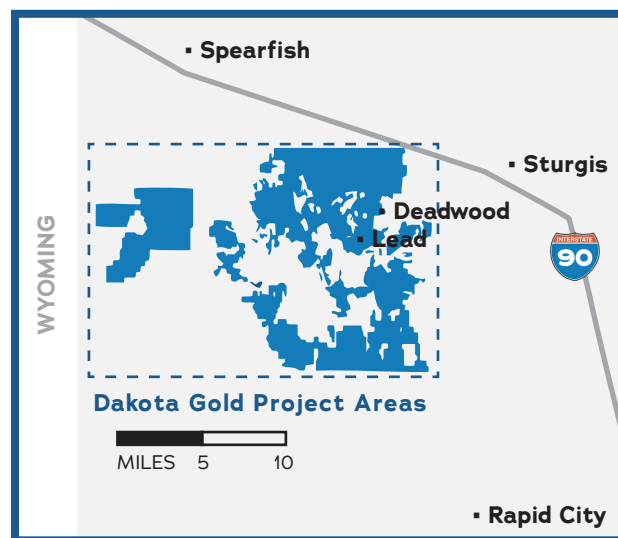 Spearfish
Sturgis
Deadwood
Lead
WYOMING
INTERSTATE
90
Dakota Gold Project Areas
MILES 5 10
Rapid City